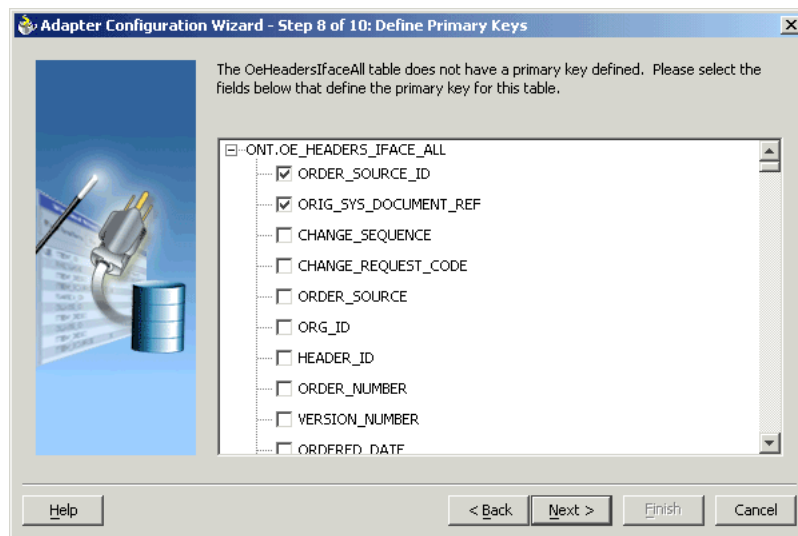 Adapter Configuration Wizard - Step 8 of 10: Define Primary Keys
The OeHeadersIfaceAll table does not have a primary key defined. Please select the
fields below that define the primary key for this table.
ONT.OE_HEADERS_IFACE_ALL
ORDER_SOURCE_ID
ORIG_SYS_DOCUMENT_REF
CHANGE_SEQUENCE
CHANGE_REQUEST_CODE
ORDER_SOURCE
ORG_ID
HEADER_ID
ORDER_NUMBER
VERSION_NUMBER
ORDERED_DATE
Help < Back Next > Finish Cancel